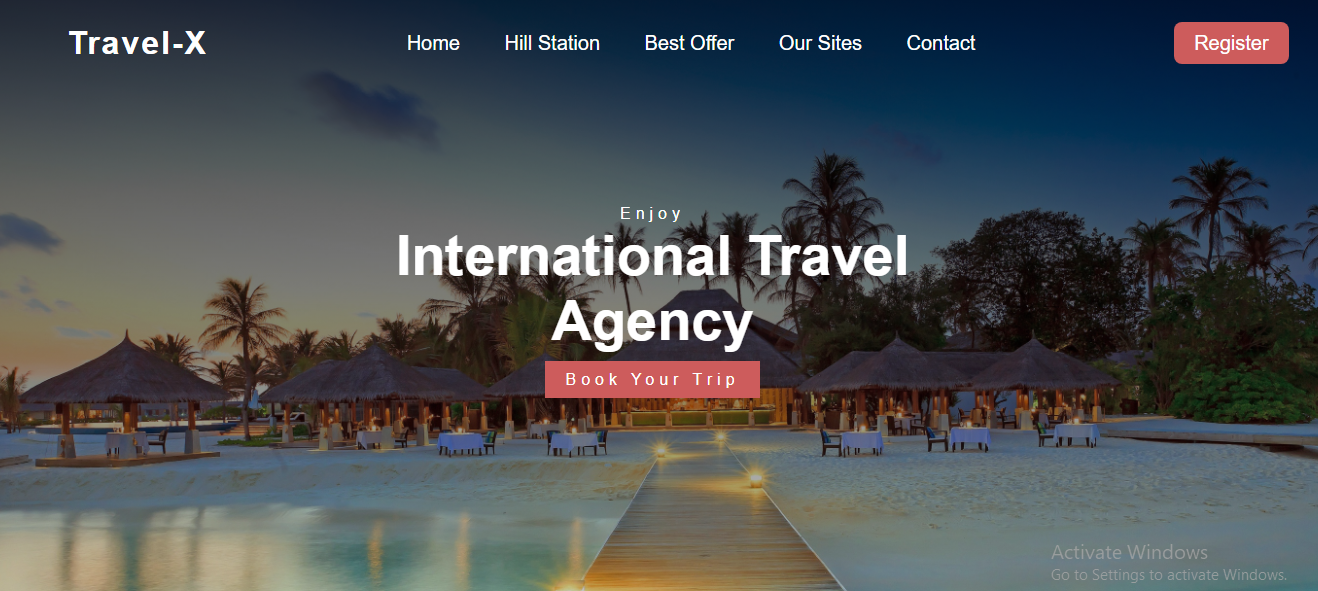 Travel-X
Home
Hill Station
Best Offer
Our Sites
Contact
Register
Enjoy
International Travel
Agency
Book Your Trip
Activate Windows
Go to Settings to activate Windows.